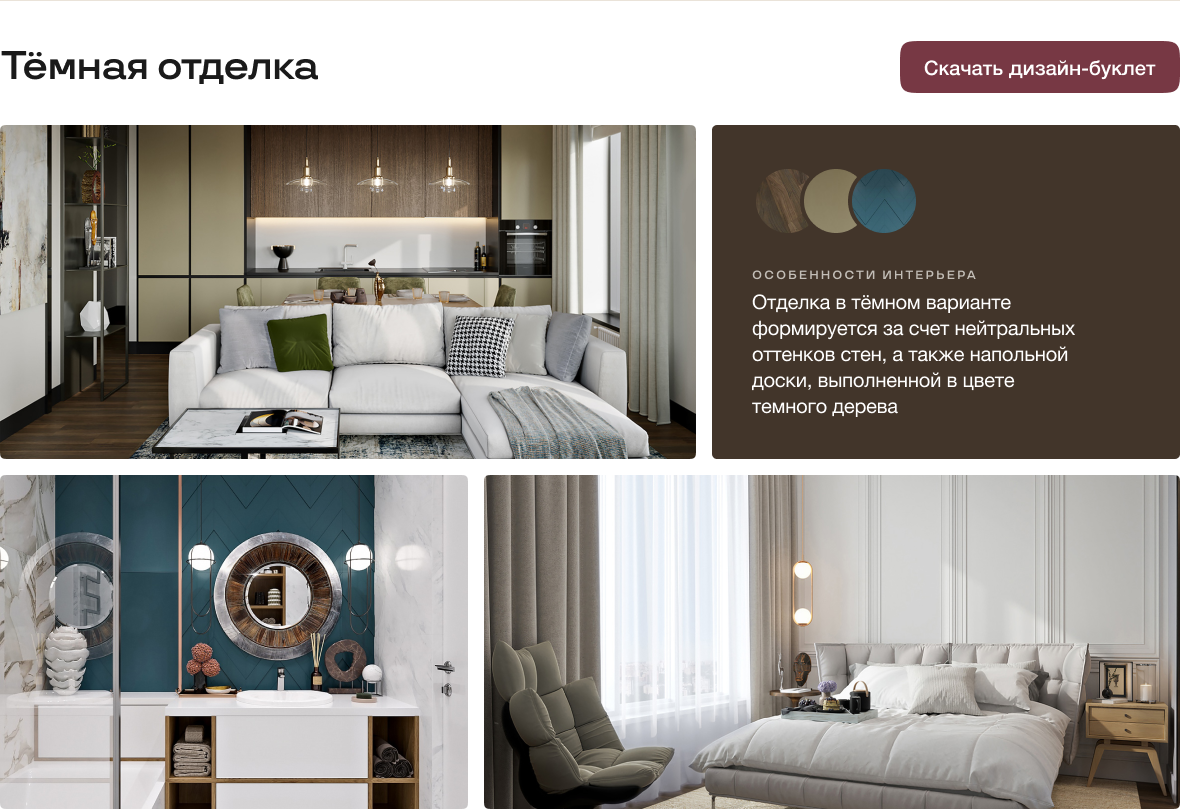 Тёмная отделка
Скачать дизайн-буклет
ОСОБЕННОСТИ ИНТЕРЬЕРА
Отделка в тёмном варианте
формируется за счет нейтральных
оттенков стен, а также напольной
доски, выполненной в цвете
темного дерева